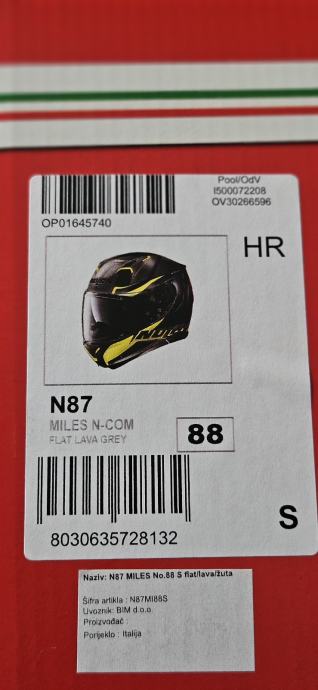 Pool/OdV
I500072208
OV30266596
OP01645740
HR
NOLAN
N87
MILES N-COM
FLAT LAVA GREY
88
S
8030635728132
Naziv: N87 MILES No.88 S flat/lava/žuta
Šifra artikla : N87MI88S
Uvoznik: BIM d.o.o.
Proizvođač :
Porijeklo : Italija